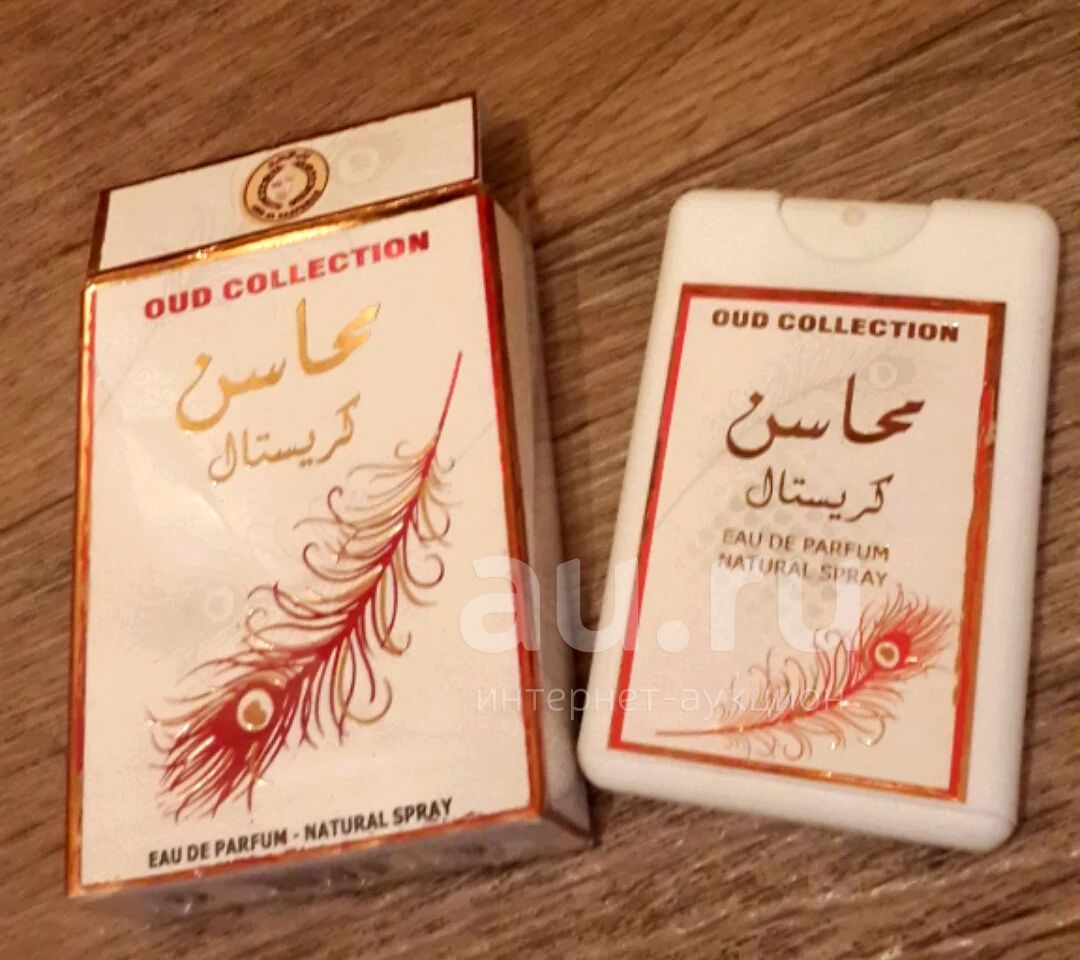 OUD COLLECTION
محاسن
كريستال
EAU DE PARFUM - NATURAL SPRAY
OUD COLLECTION
محاسن
كريستال
EAU DE PARFUM
NATURAL SPRAY
au.ru
интернет-аукцион